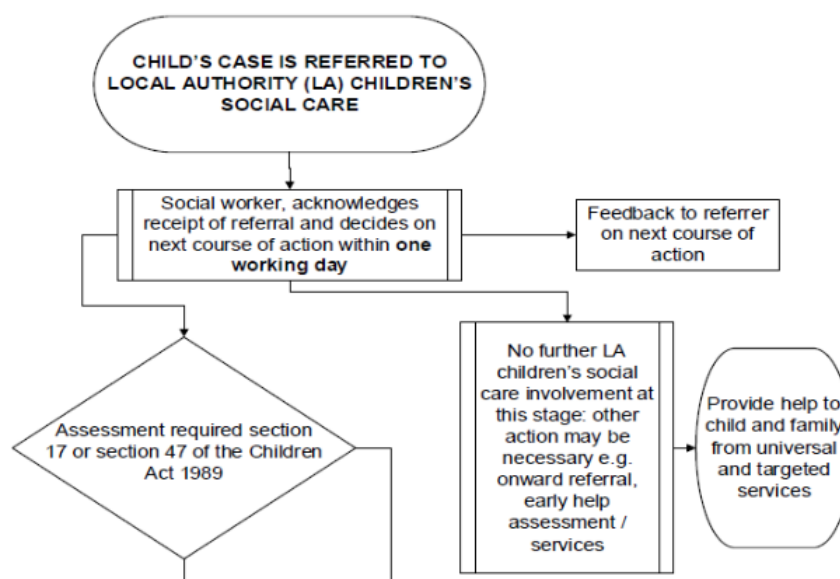 CHILD'S CASE IS REFERRED TO
LOCAL AUTHORITY (LA) CHILDREN'S
SOCIAL CARE
Social worker, acknowledges
receipt of referral and decides on
next course of action within one
working day
Feedback to referrer
on next course of
action
Assessment required section
17 or section 47 of the Children
Act 1989
No further LA
children's social
care involvement at
this stage: other
action may be
necessary e.g.
onward referral,
early help
assessment /
services
Provide help to
child and family
from universal
and targeted
services